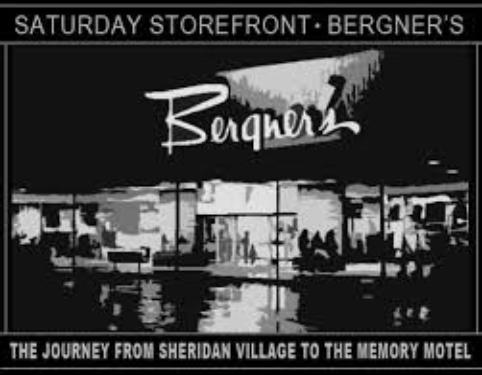 SATURDAY STOREFRONT · BERGNER'S
Bergner's
THE JOURNEY FROM SHERIDAN VILLAGE TO THE MEMORY MOTEL